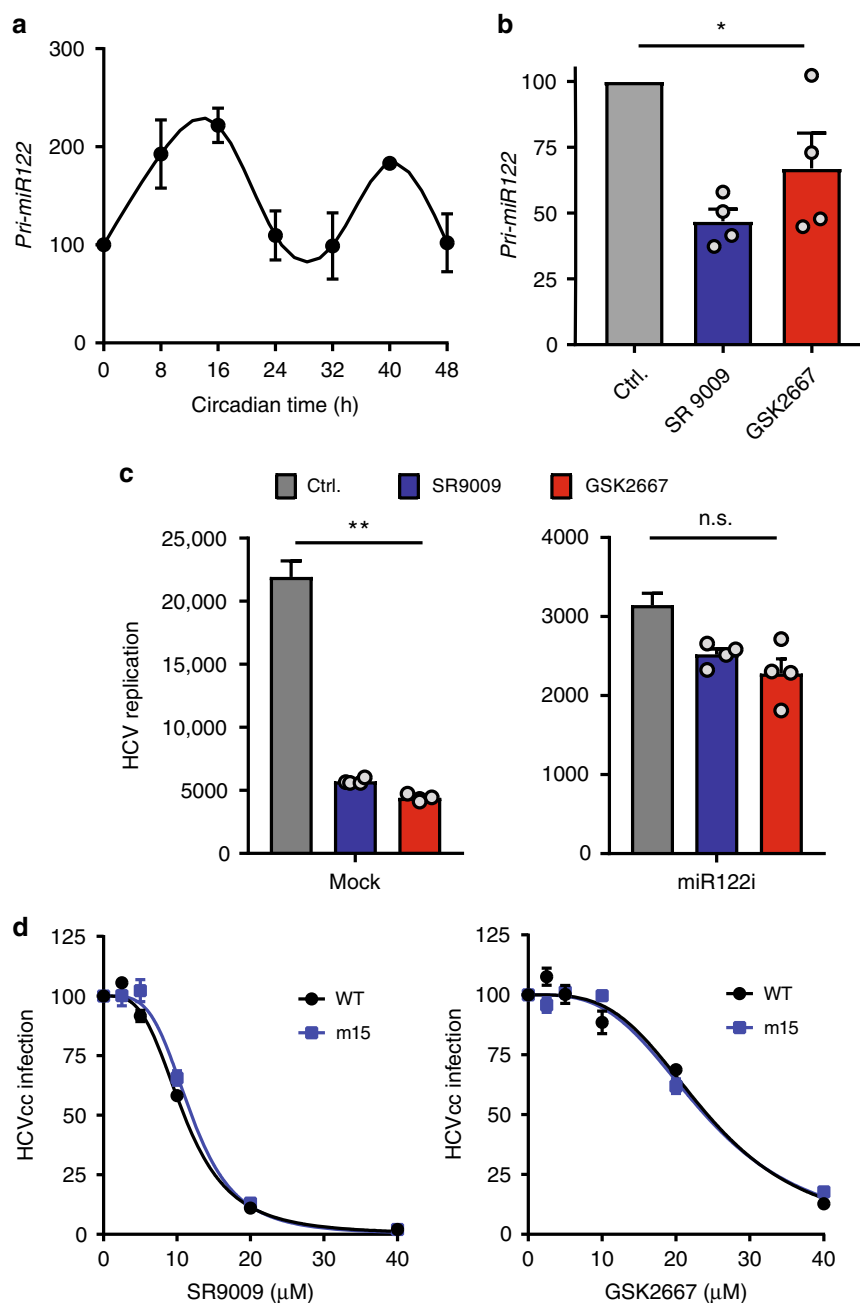 a
300
200
100
0
Pri-miR122
0 8 16 24 32 40 48
Circadian time (h)
b
*
100
75
50
25
0
Pri-miR122
Ctrl.
SR 9009
GSK2667
c
Ctrl. SR9009 GSK2667
**
25,000
20,000
15,000
10,000
5000
0
HCV replication
Mock
n.s.
4000
3000
2000
1000
0
miR122i
d
125
100
75
50
25
0
HCVcc infection
WT
m15
0 10 20 30 40
SR9009 (μM)
125
100
75
50
25
0
HCVcc infection
WT
m15
0 10 20 30 40
GSK2667 (μM)